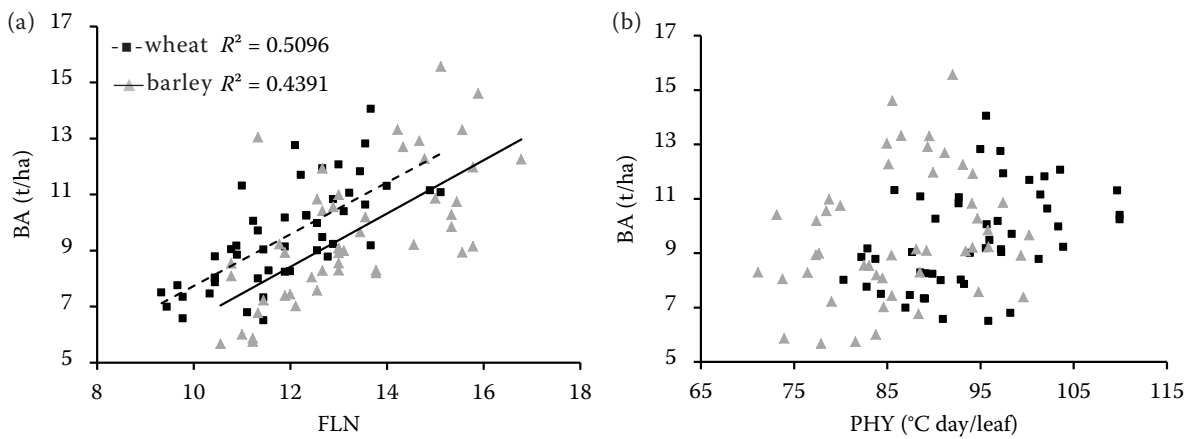 (a)
17
15
13
11
9
7
5
BA (t/ha)
wheat R² = 0.5096
barley R² = 0.4391
8 10 12 14 16 18
FLN
(b)
17
15
13
11
9
7
5
BA (t/ha)
65 75 85 95 105 115
PHY (°C day/leaf)